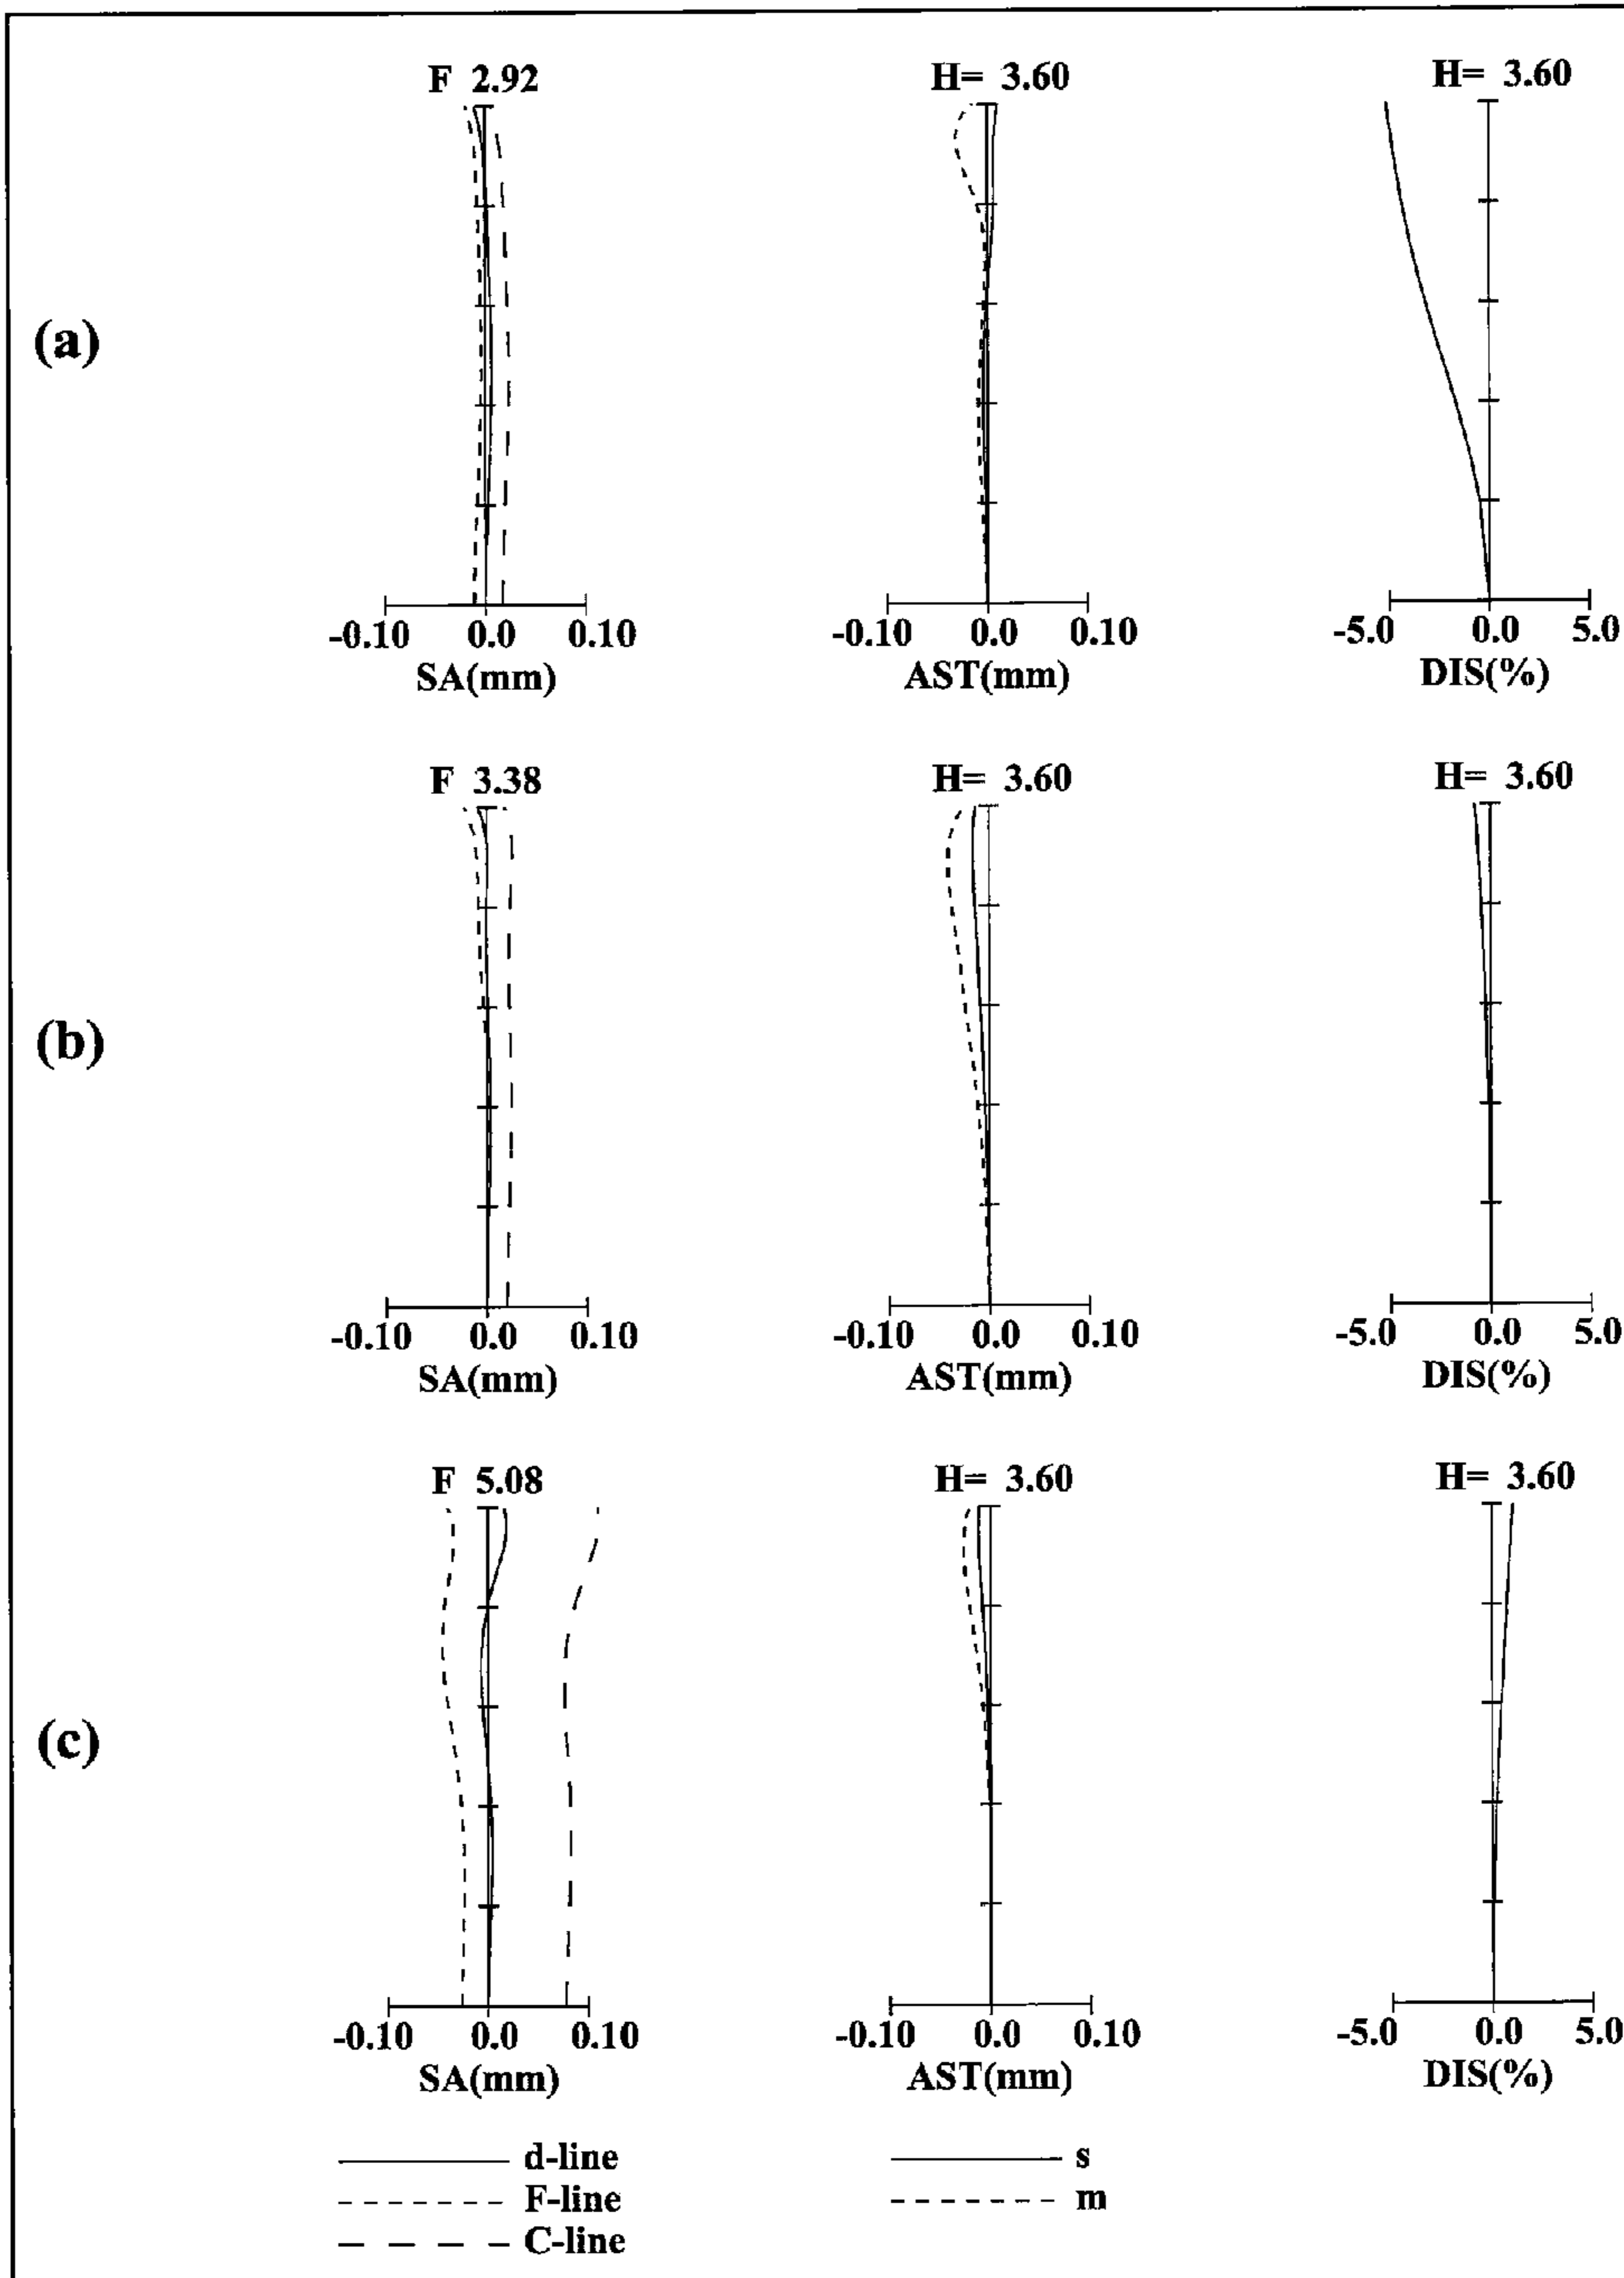 F 2.92 H= 3.60 H= 3.60
(a)
-0.10 0.0 0.10 -0.10 0.0 0.10 -5.0 0.0 5.0
SA(mm) AST(mm) DIS(%)
F 3.38 H= 3.60 H= 3.60
(b)
-0.10 0.0 0.10 -0.10 0.0 0.10 -5.0 0.0 5.0
SA(mm) AST(mm) DIS(%)
F 5.08 H= 3.60 H= 3.60
(c)
-0.10 0.0 0.10 -0.10 0.0 0.10 -5.0 0.0 5.0
SA(mm) AST(mm) DIS(%)
d-line s
F-line m
C-line